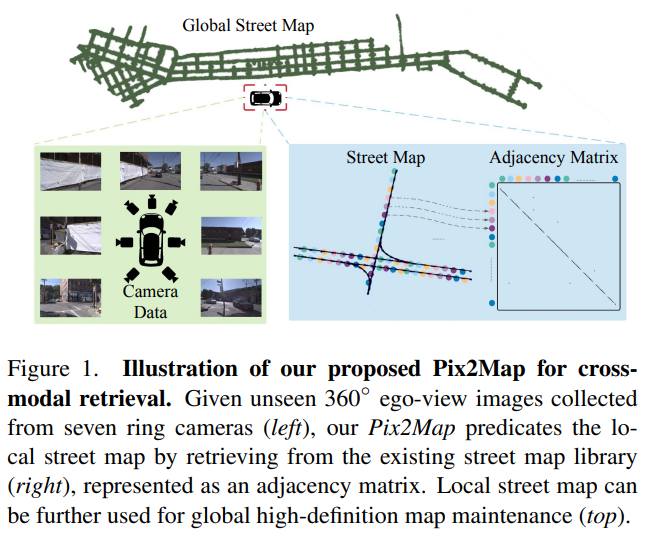 Global Street Map
Street Map
Adjacency Matrix
Camera
Data
Figure 1. Illustration of our proposed Pix2Map for cross-
modal retrieval. Given unseen 360° ego-view images collected
from seven ring cameras (left), our Pix2Map predicates the lo-
cal street map by retrieving from the existing street map library
(right), represented as an adjacency matrix. Local street map can
be further used for global high-definition map maintenance (top).